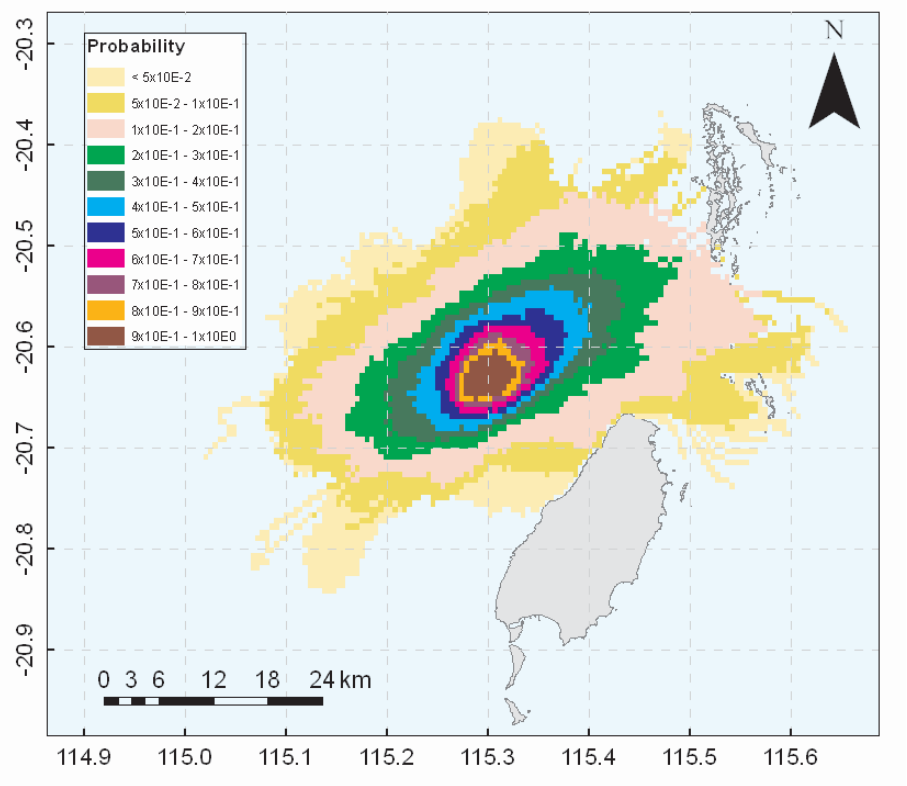 Probability
< 5x10E-2
5x10E-2 - 1x10E-1
1x10E-1 - 2x10E-1
2x10E-1 - 3x10E-1
3x10E-1 - 4x10E-1
4x10E-1 - 5x10E-1
5x10E-1 - 6x10E-1
6x10E-1 - 7x10E-1
7x10E-1 - 8x10E-1
8x10E-1 - 9x10E-1
9x10E-1 - 1x10E0
N
-20.3
-20.4
-20.5
-20.6
-20.7
-20.8
-20.9
0 3 6 12 18 24 km
114.9 115.0 115.1 115.2 115.3 115.4 115.5 115.6